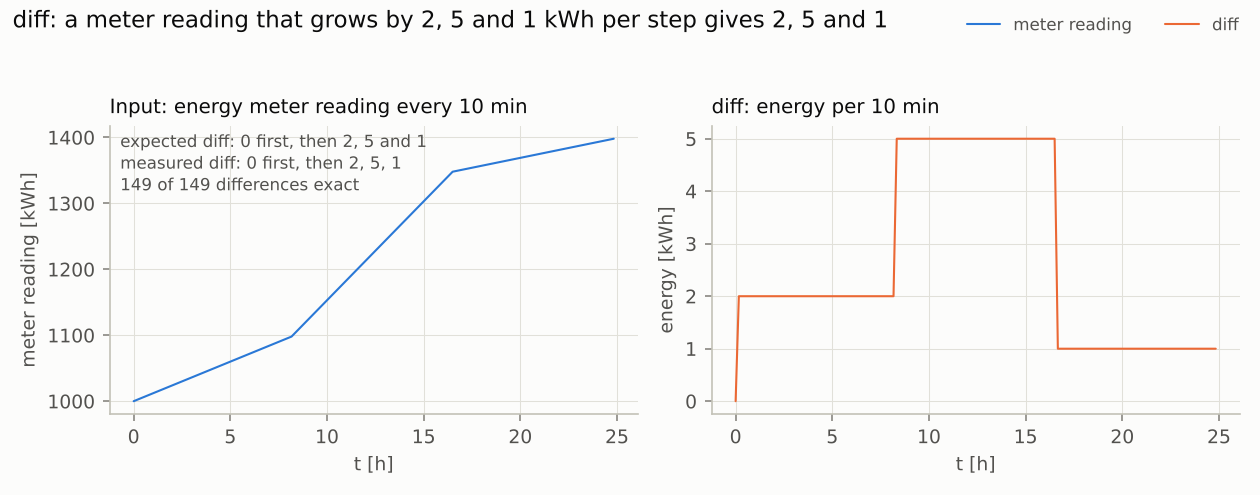 diff: a meter reading that grows by 2, 5 and 1 kWh per step gives 2, 5 and 1
meter reading
diff
Input: energy meter reading every 10 min
expected diff: 0 first, then 2, 5 and 1
measured diff: 0 first, then 2, 5, 1
149 of 149 differences exact
meter reading [kWh]
1400
1300
1200
1100
1000
0 5 10 15 20 25
t [h]
diff: energy per 10 min
energy [kWh]
5
4
3
2
1
0
0 5 10 15 20 25
t [h]